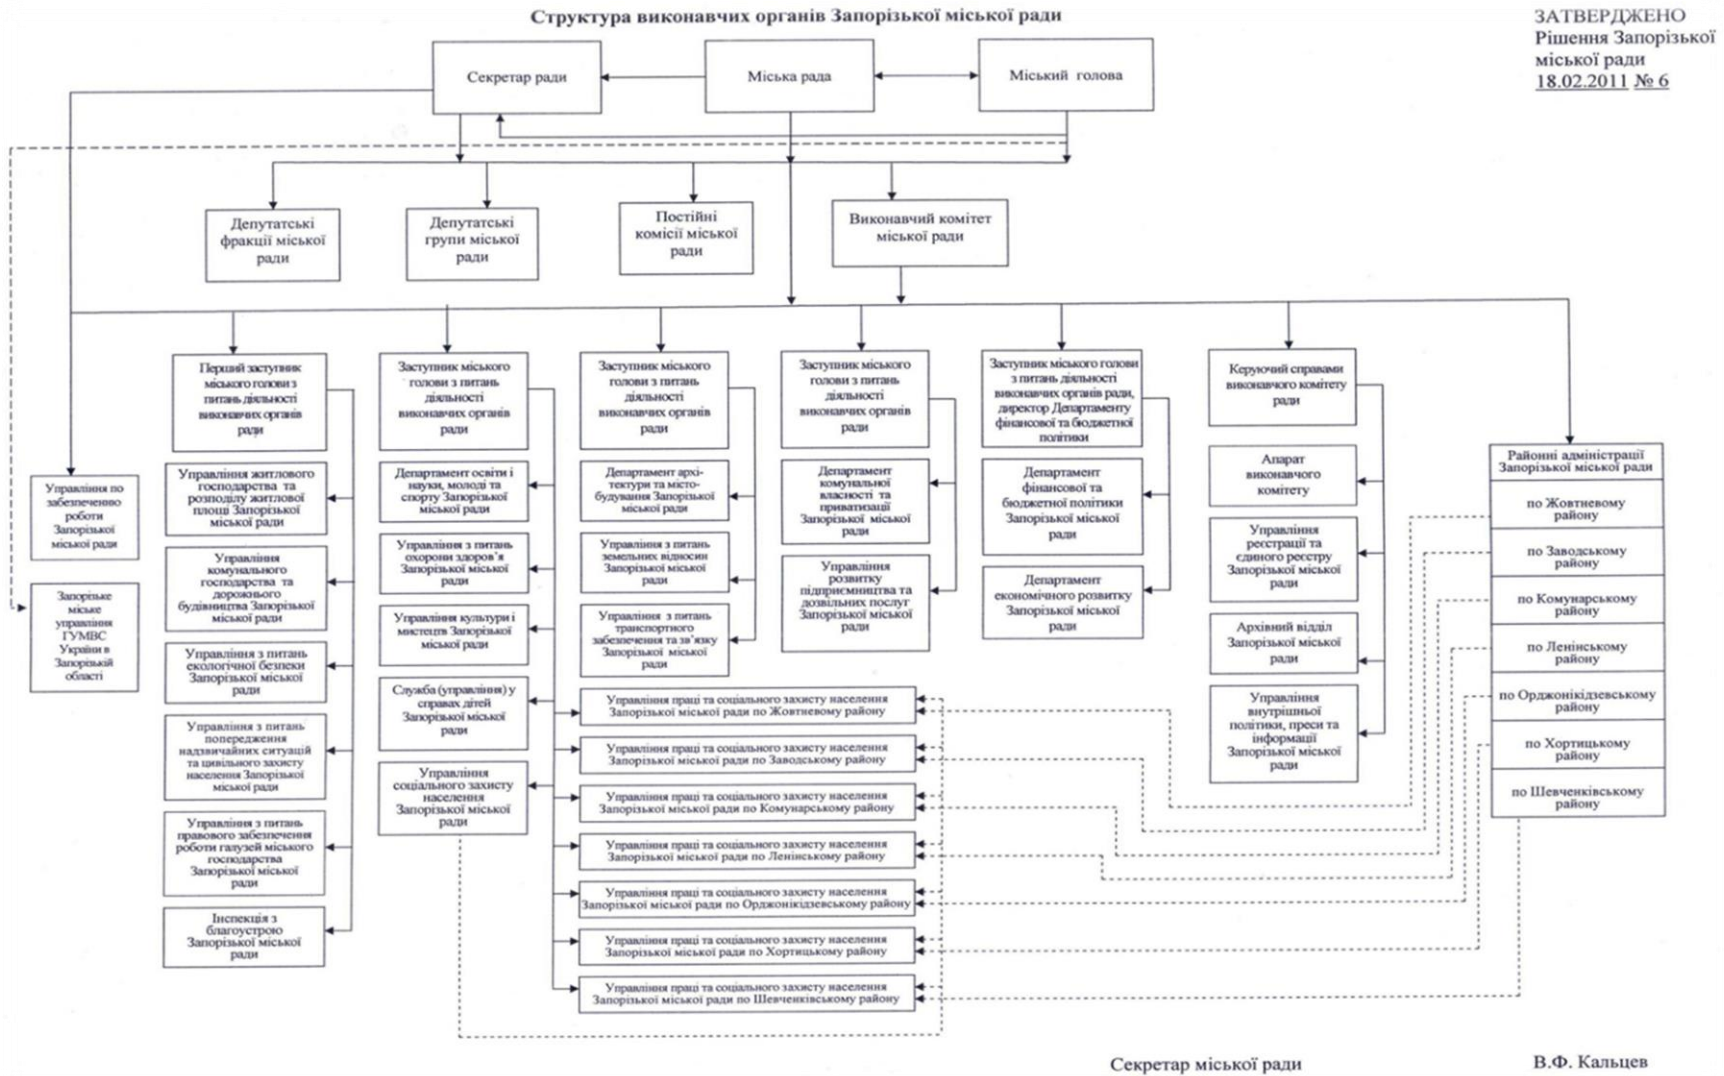 Структура виконавчих органів Запорізької міської ради
ЗАТВЕРДЖЕНО
Рішення Запорізької
міської ради
18.02.2011 № 6
Секретар ради
Міська рада
Міський голова
Депутатські
фракції міської
ради
Депутатські
групи міської
ради
Постійні
комісії міської
ради
Виконавчий комітет
міської ради
Управління по
забезпеченню
роботи
Запорізької
міської ради
Запорізьке
міське
управління
ГУМВС
України в
Запорізькій
області
Перший заступник
міського голови з
питань діяльності
виконавчих органів
ради
Управління житлового
господарства та
розподілу житлової
площі Запорізької
міської ради
Управління
комунального
господарства та
дорожнього
будівництва Запорізької
міської ради
Управління з питань
екологічної безпеки
Запорізької міської
ради
Управління з питань
попередження
надзвичайних ситуацій
та цивільного захисту
населення Запорізької
міської ради
Управління з питань
правового забезпечення
роботи галузей міського
господарства
Запорізької міської
ради
Інспекція з
благоустрою
Запорізької міської
ради
Заступник міського
голови з питань
діяльності
виконавчих органів
ради
Департамент освіти і
науки, молоді та
спорту Запорізької
міської ради
Управління з питань
охорони здоров'я
Запорізької міської
ради
Управління культури і
мистецтв Запорізької
міської ради
Служба (управління) у
справах дітей
Запорізької міської
ради
Управління
соціального захисту
населення
Запорізької міської
ради
Заступник міського
голови з питань
діяльності
виконавчих органів
ради
Департамент архі-
тектури та місто-
будування Запорізької
міської ради
Управління з питань
земельних відносин
Запорізької міської
ради
Управління з питань
транспортного
забезпечення та зв'язку
Запорізької міської
ради
Управління праці та соціального захисту населення
Запорізької міської ради по Жовтневому району
Управління праці та соціального захисту населення
Запорізької міської ради по Заводському району
Управління праці та соціального захисту населення
Запорізької міської ради по Комунарському району
Управління праці та соціального захисту населення
Запорізької міської ради по Ленінському району
Управління праці та соціального захисту населення
Запорізької міської ради по Орджонікідзевському району
Управління праці та соціального захисту населення
Запорізької міської ради по Хортицькому району
Управління праці та соціального захисту населення
Запорізької міської ради по Шевченківському району
Заступник міського
голови з питань
діяльності
виконавчих органів
ради
Департамент
комунальної
власності та
приватизації
Запорізької міської
ради
Управління
розвитку
підприємництва та
дозвільних послуг
Запорізької міської
ради
Заступник міського голови
з питань діяльності
виконавчих органів ради,
директор Департаменту
фінансової та бюджетної
політики
Департамент
фінансової та
бюджетної політики
Запорізької міської
ради
Департамент
економічного розвитку
Запорізької міської
ради
Керуючий справами
виконавчого комітету
ради
Апарат
виконавчого
комітету
Управління
реєстрації та
єдиного реєстру
Запорізької міської
ради
Архівний відділ
Запорізької міської
ради
Управління
внутрішньої
політики, преси та
інформації
Запорізької міської
ради
Районні адміністрації
Запорізької міської ради
по Жовтневому
району
по Заводському
району
по Комунарському
району
по Ленінському
району
по Орджонікідзевському
району
по Хортицькому
району
по Шевченківському
району
Секретар міської ради
В.Ф. Кальцев